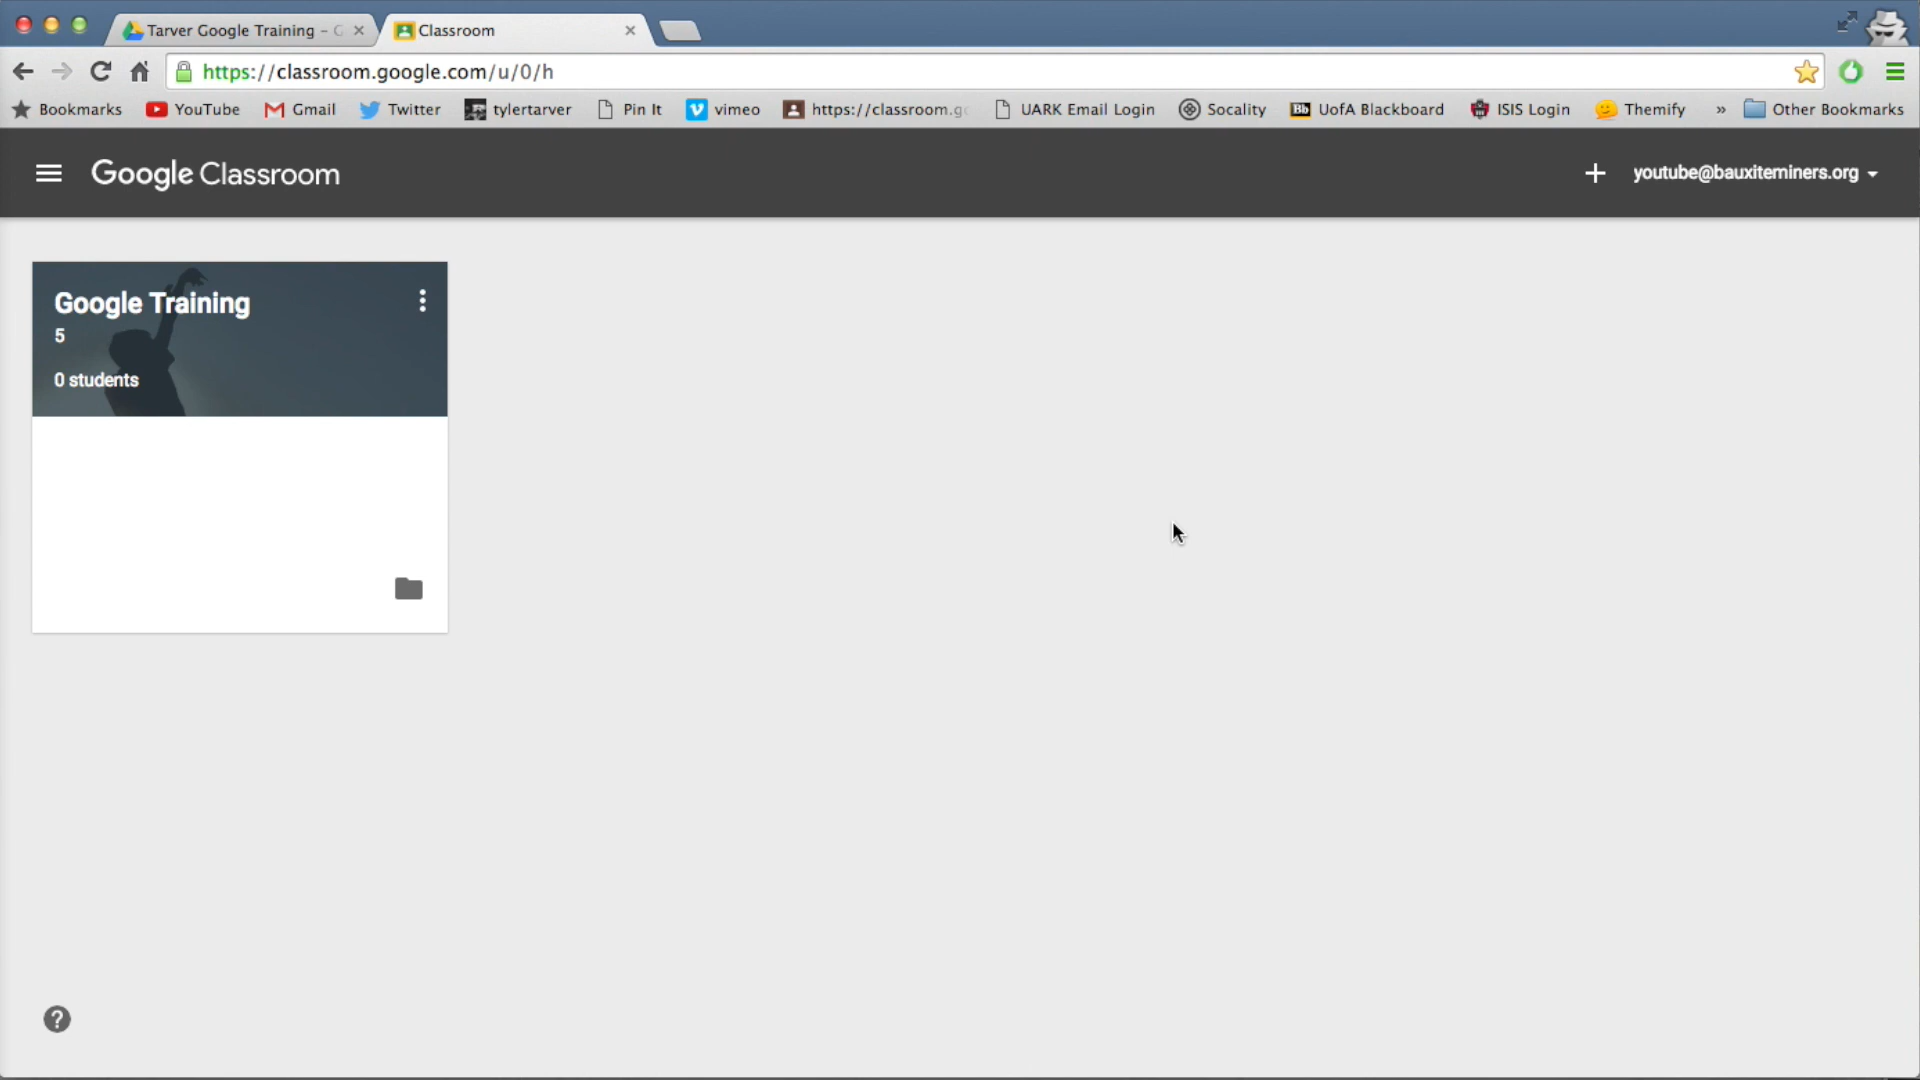 Tarver Google Training – G
Classroom
https://classroom.google.com/u/0/h
Bookmarks YouTube Gmail Twitter tylertarver Pin It vimeo https://classroom.go UARK Email Login Socality UofA Blackboard ISIS Login Themify » Other Bookmarks
Google Classroom
youtube@bauxiteminers.org
Google Training
5
0 students